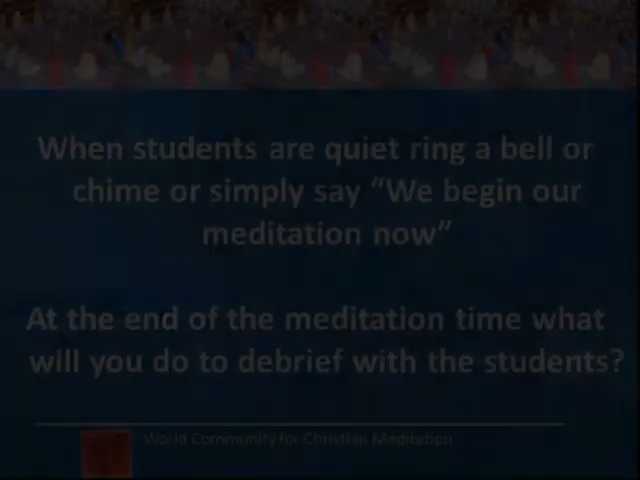 When students are quiet ring a bell or
chime or simply say “We begin our
meditation now”
At the end of the meditation time what
will you do to debrief with the students?
World Community for Christian Meditation